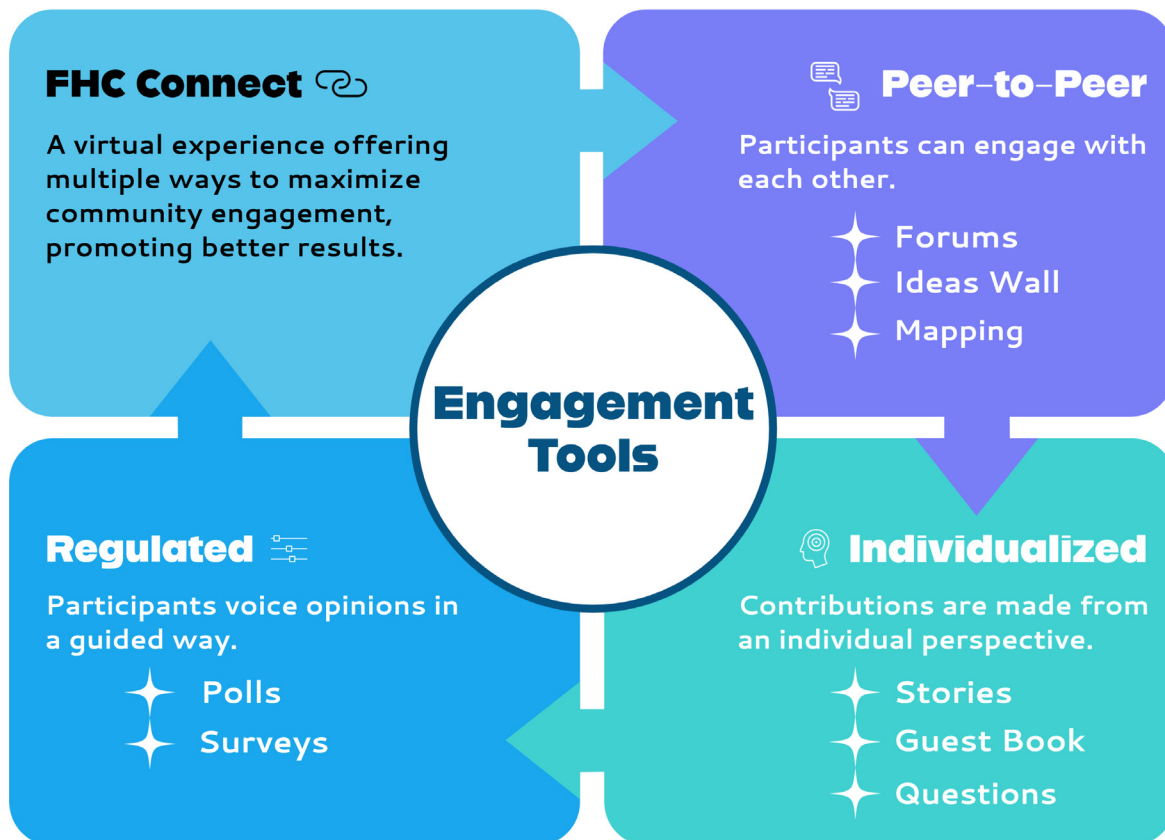 FHC Connect
A virtual experience offering
multiple ways to maximize
community engagement,
promoting better results.
Peer-to-Peer
Participants can engage with
each other.
Forums
Ideas Wall
Mapping
Engagement
Tools
Regulated
Participants voice opinions in
a guided way.
Polls
Surveys
Individualized
Contributions are made from
an individual perspective.
Stories
Guest Book
Questions